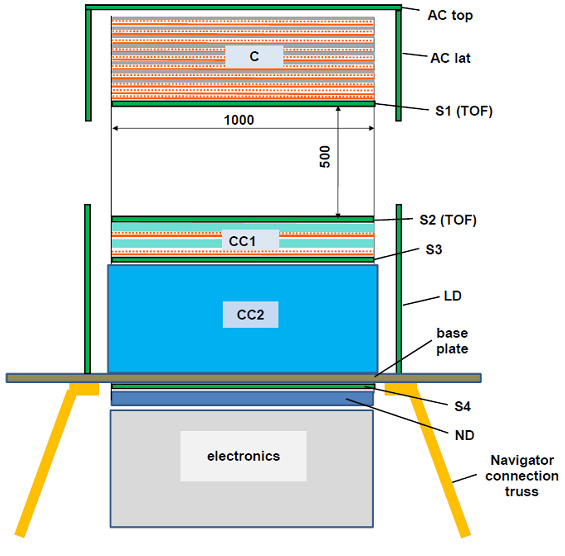 AC top
C
AC lat
S1 (TOF)
1000
500
S2 (TOF)
CC1
S3
LD
CC2
base
plate
S4
ND
electronics
Navigator
connection
truss